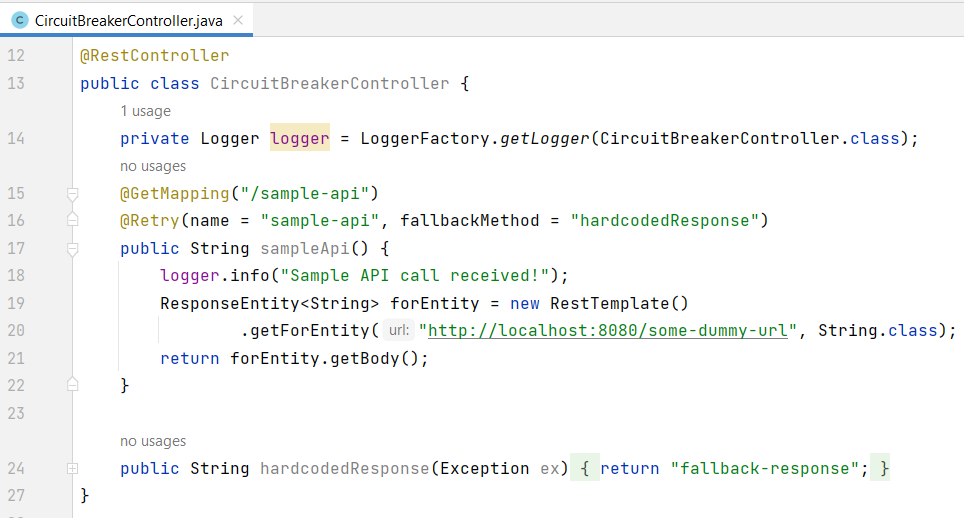 C CircuitBreakerController.java ×
12 @RestController
13 public class CircuitBreakerController {
1 usage
14 private Logger logger = LoggerFactory.getLogger(CircuitBreakerController.class);
no usages
15 @GetMapping("/sample-api")
16 @Retry(name = "sample-api", fallbackMethod = "hardcodedResponse")
17 public String sampleApi() {
18 logger.info("Sample API call received!");
19 ResponseEntity<String> forEntity = new RestTemplate()
20 .getForEntity( url: "http://localhost:8080/some-dummy-url", String.class);
21 return forEntity.getBody();
22 }
23
no usages
24 public String hardcodedResponse(Exception ex) { return "fallback-response"; }
27 }